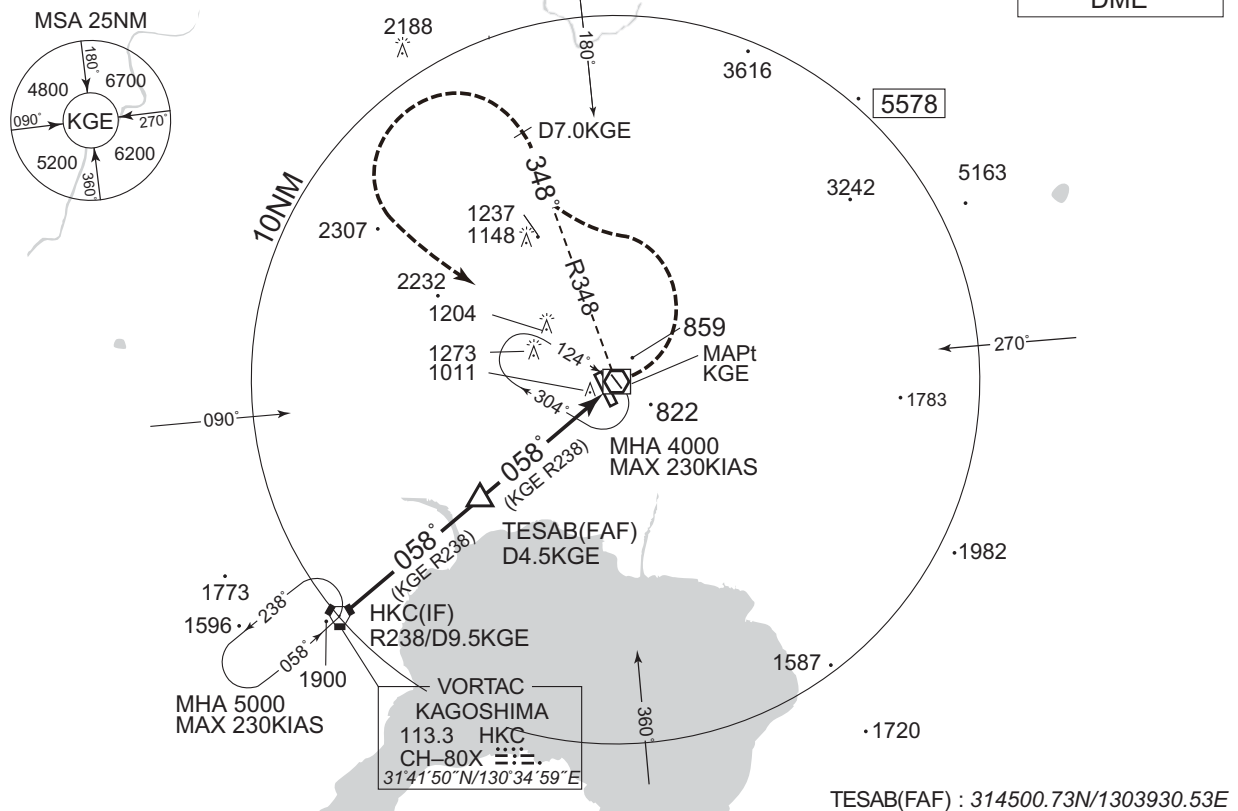 DME
MSA 25NM
180°
4800
6700
090°
KGE
270°
5200
6200
360°
2188
180°
3616
5578
D7.0KGE
348°
10NM
3242
5163
1237
1148
2307
2232
R348
1204
859
1273
124°
MAPt
KGE
1011
304°
270°
1783
822
090°
MHA 4000
MAX 230KIAS
058°
(KGE R238)
TESAB(FAF)
D4.5KGE
058°
(KGE R238)
1982
1773
238°
HKC(IF)
R238/D9.5KGE
1596
058°
1900
1587
MHA 5000
MAX 230KIAS
VORTAC
KAGOSHIMA
113.3 HKC
CH–80X
31°41´50˝N/130°34´59˝E
360°
1720
TESAB(FAF) : 314500.73N/1303930.53E